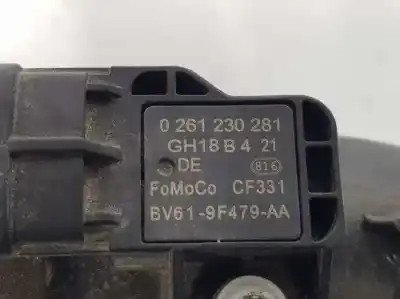 0 261 230 281
GH18 B 4 21
DE 816
FoMoCo CF331
BV61-9F479-AA